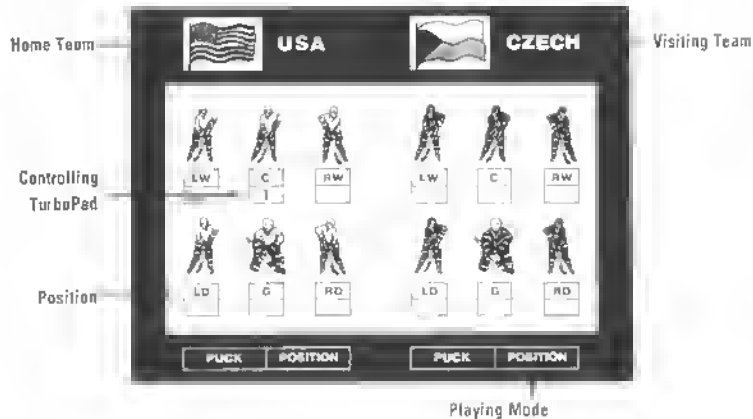 USA CZECH
Home Team
Visiting Team
LW C RW LW C RW
1
Controlling
TurboPad
Position
LD G RD LD G RD
PUCK POSITION PUCK POSITION
Playing Mode